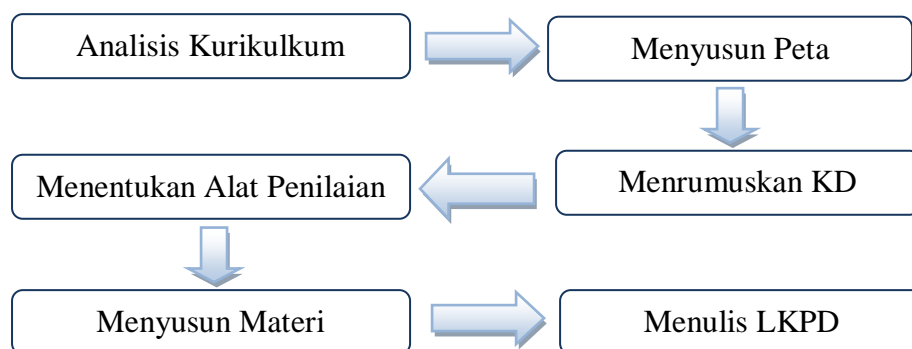 Analisis Kurikulkum
Menyusun Peta
Menrumuskan KD
Menentukan Alat Penilaian
Menyusun Materi
Menulis LKPD